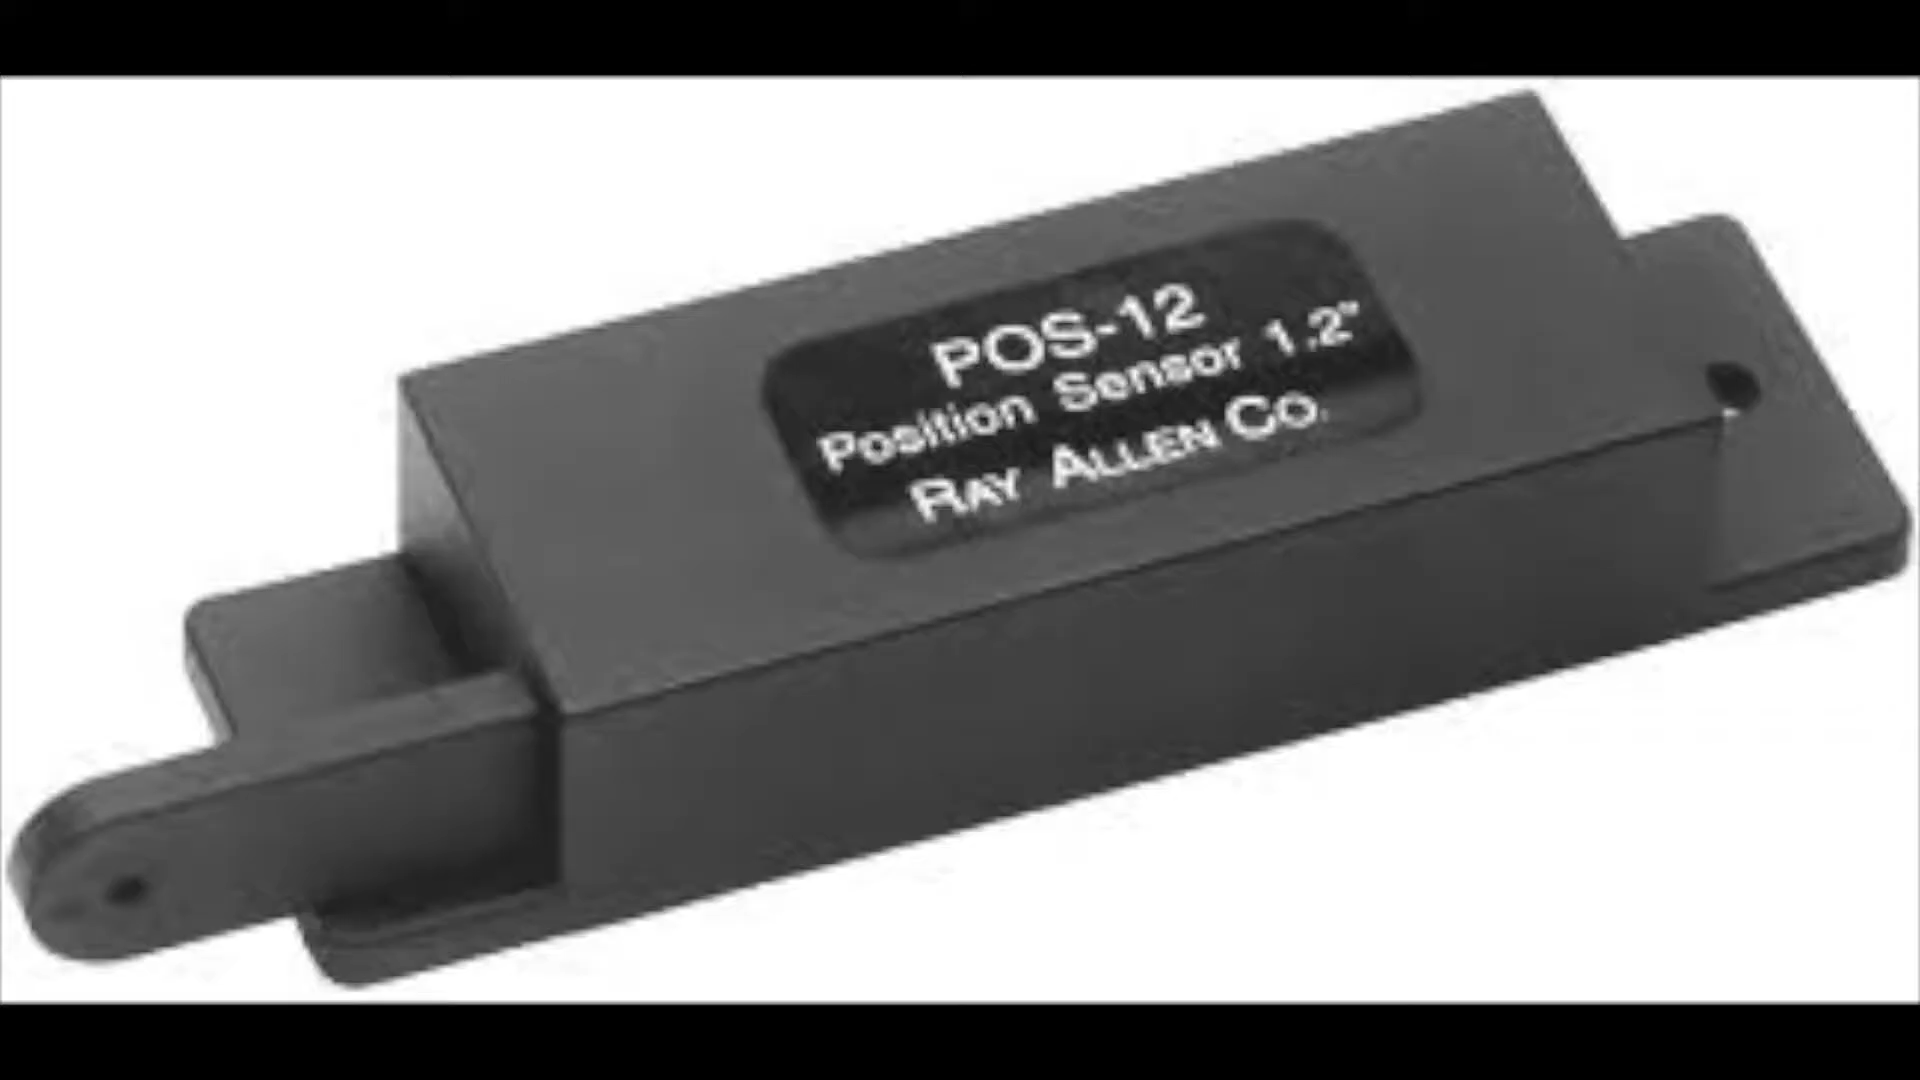 POS-12
Position Sensor 1.2"
RAY ALLEN CO.